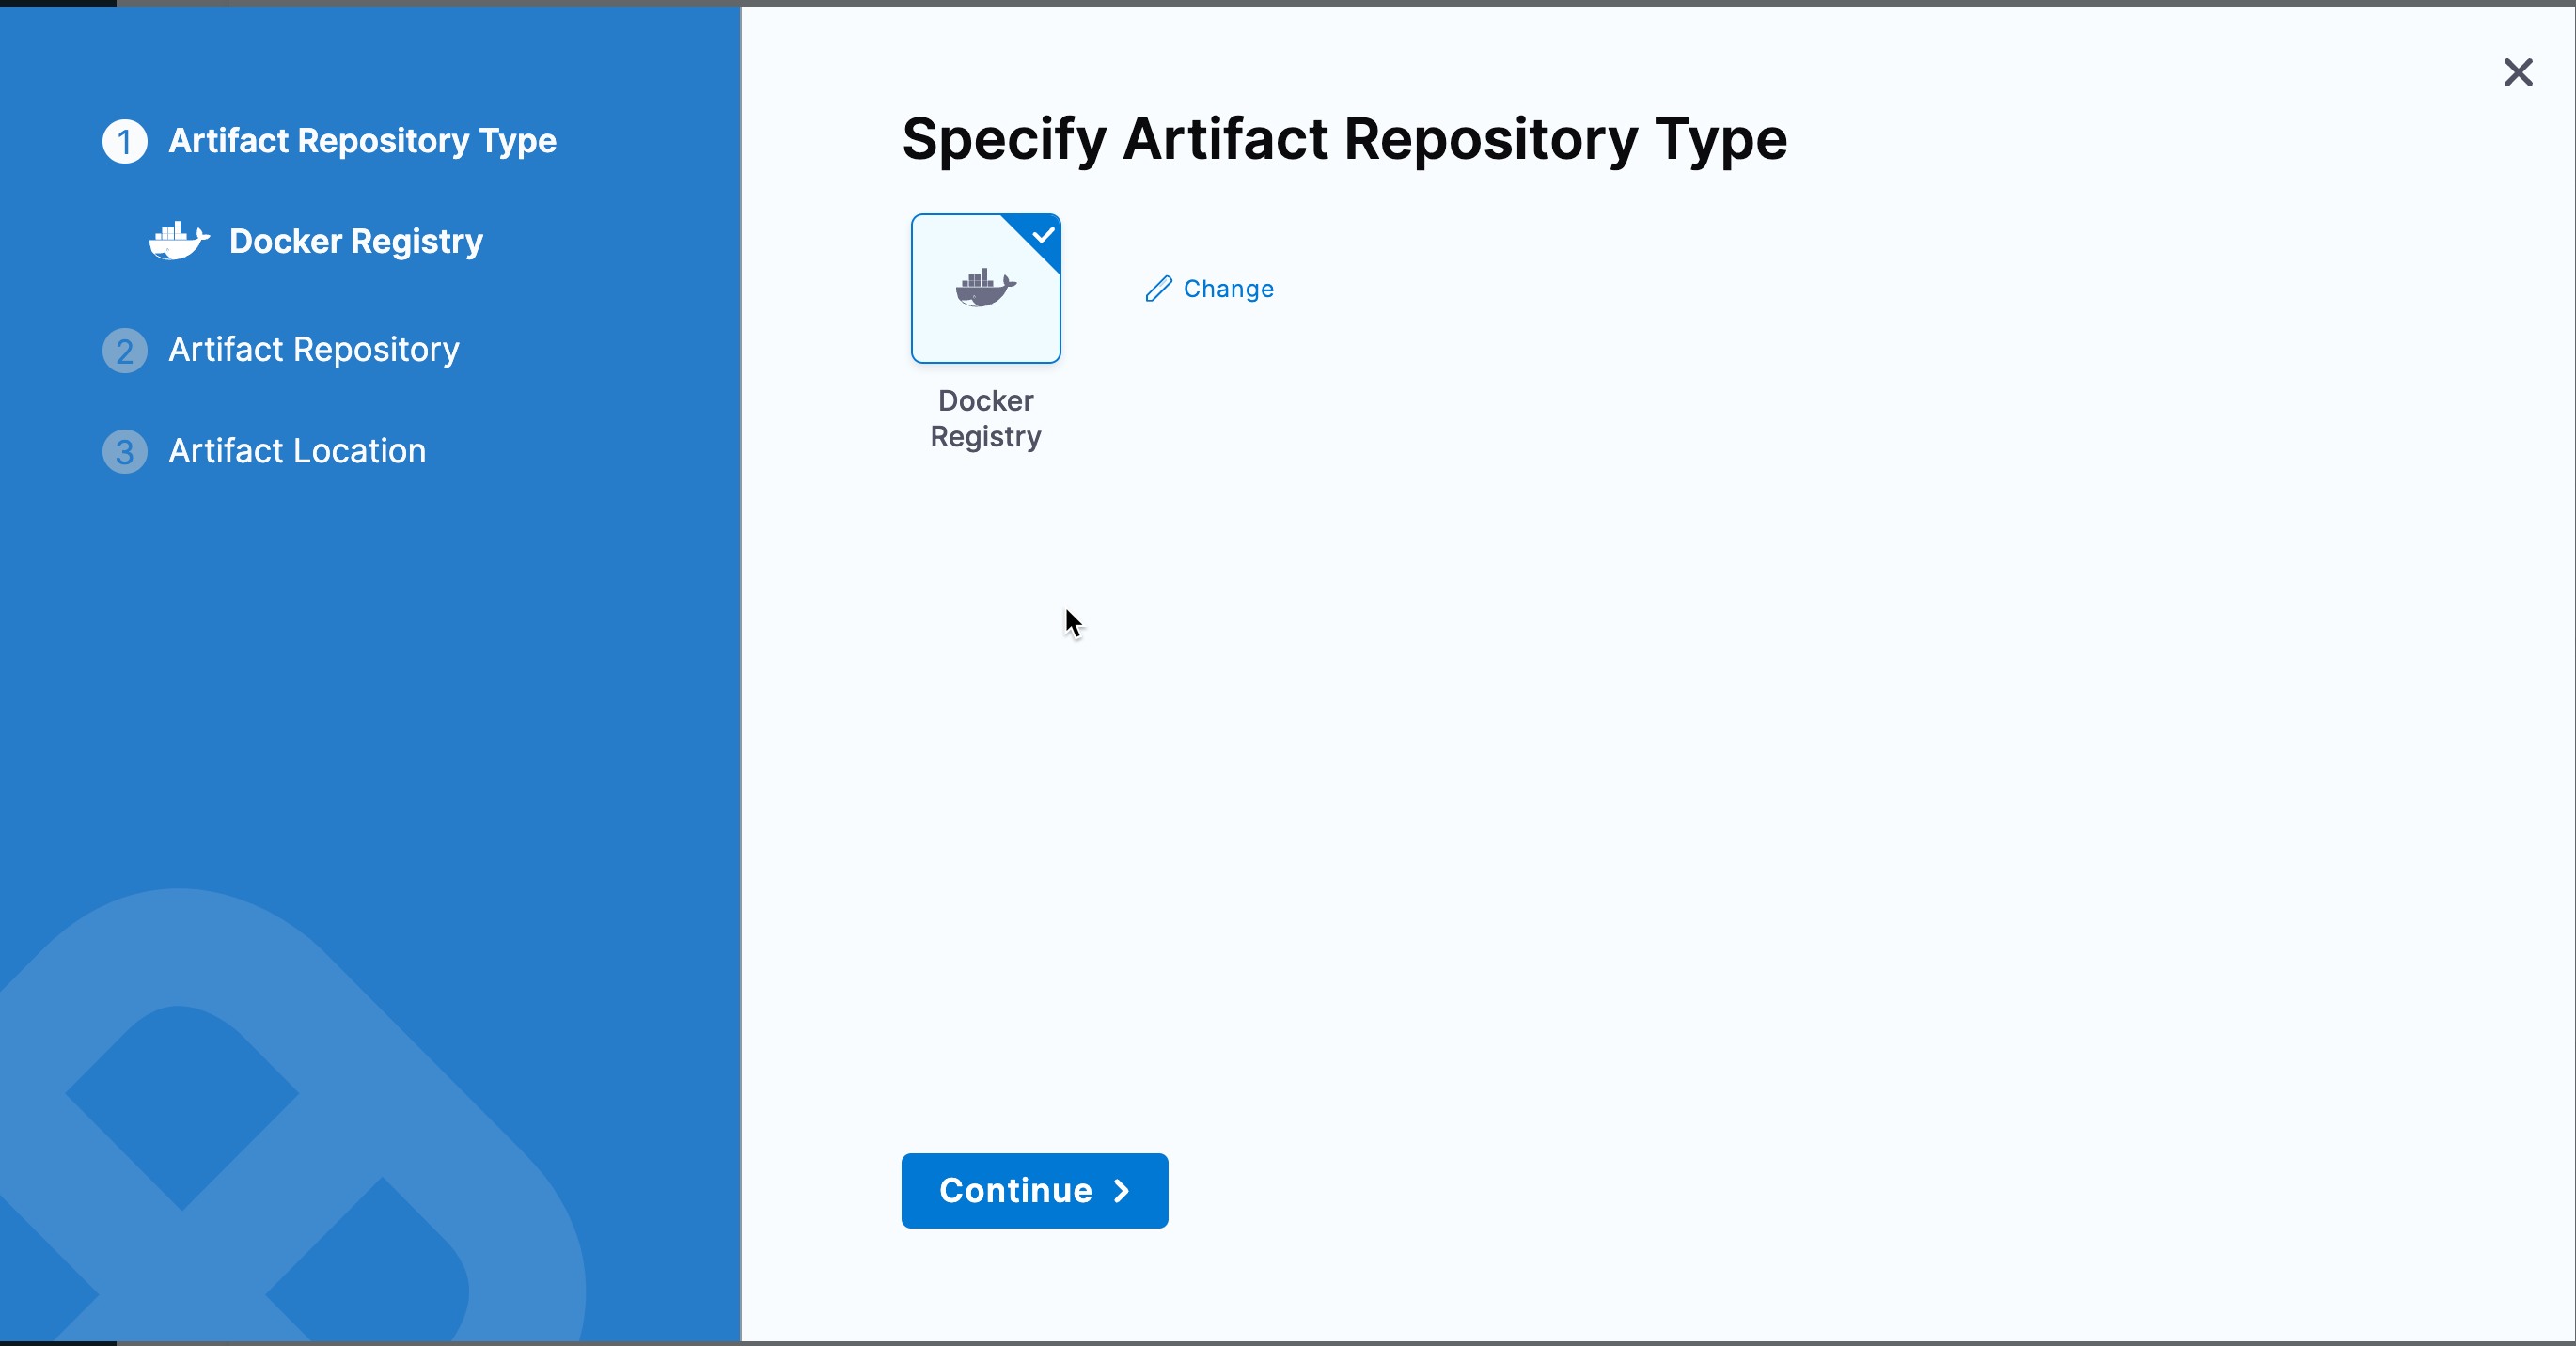 1 Artifact Repository Type
Docker Registry
2 Artifact Repository
3 Artifact Location
Specify Artifact Repository Type
Change
Docker
Registry
Continue